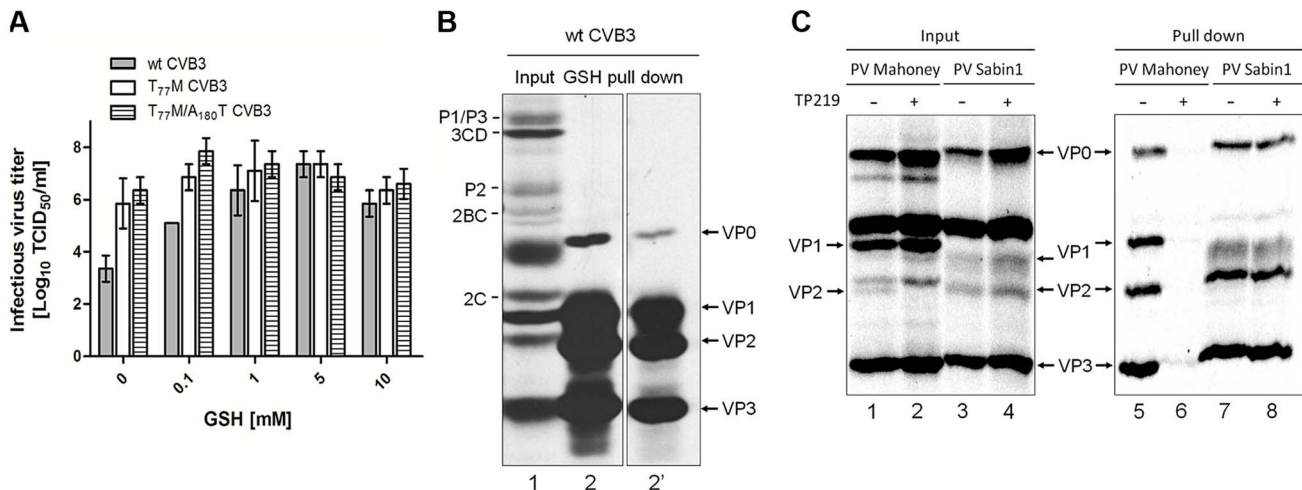 A
wt CVB3
T77M CVB3
T77M/A180T CVB3
Infectious virus titer
[Log10 TCID50/ml]
8
6
4
2
0
0
0.1
1
5
10
GSH [mM]
B
wt CVB3
Input GSH pull down
P1/P3
3CD
P2
2BC
2C
VP0
VP1
VP2
VP3
1 2 2'
C
Input
PV Mahoney PV Sabin1
TP219 - + - +
VP1
VP2
1 2 3 4
VP0
VP1
VP2
VP3
Pull down
PV Mahoney PV Sabin1
- + - +
5 6 7 8